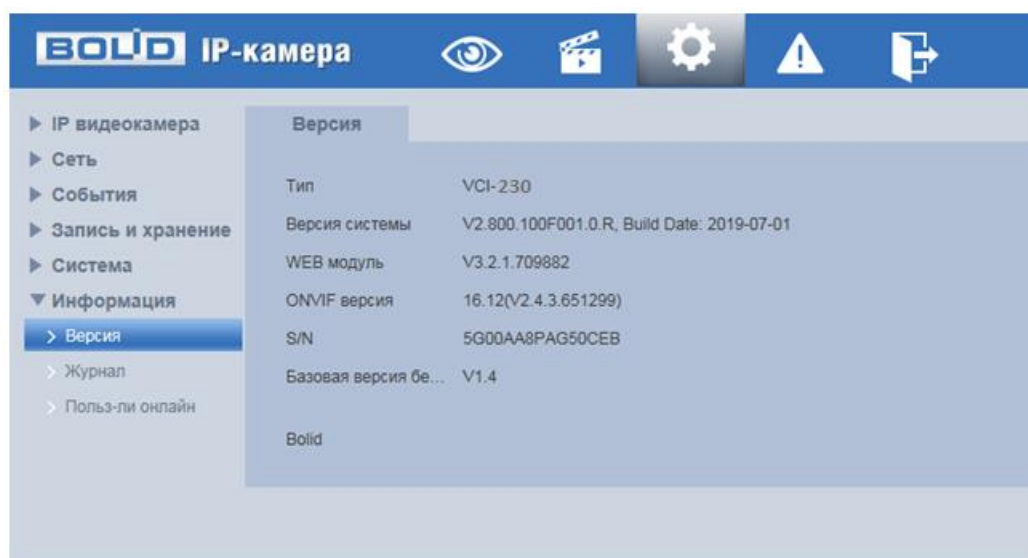 BOLID IP-камера
IP видеокамера
Сеть
События
Запись и хранение
Система
Информация
Версия
Журнал
Польз-ли онлайн
Версия
Тип VCI-230
Версия системы V2.800.100F001.0.R, Build Date: 2019-07-01
WEB модуль V3.2.1.709882
ONVIF версия 16.12(V2.4.3.651299)
S/N 5G00AA8PAG50CEB
Базовая версия бе... V1.4
Bolid